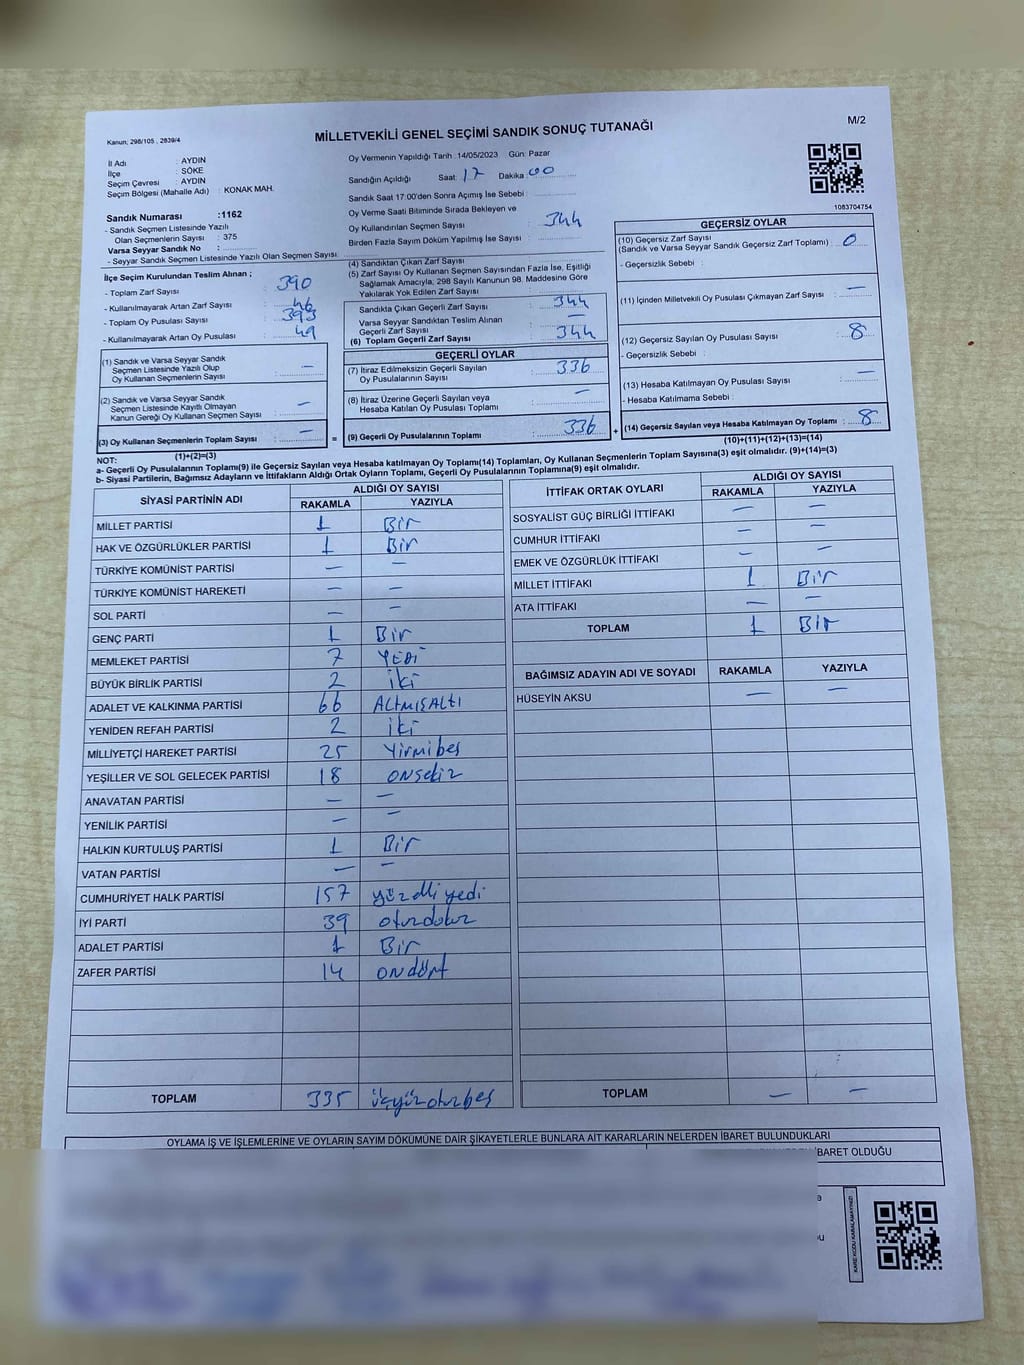 Kanun; 298/105 , 2839/4
MİLLETVEKİLİ GENEL SEÇİMİ SANDIK SONUÇ TUTANAĞI
M/2
İl Adı : AYDIN
İlçe : SÖKE
Seçim Çevresi : AYDIN
Seçim Bölgesi (Mahalle Adı) : KONAK MAH.
Sandık Numarası :1162
- Sandık Seçmen Listesinde Yazılı
Olan Seçmenlerin Sayısı : 375
Varsa Seyyar Sandık No :
- Seyyar Sandık Seçmen Listesinde Yazılı Olan Seçmen Sayısı :
Oy Vermenin Yapıldığı Tarih :14/05/2023 Gün: Pazar
Sandığın Açıldığı Saat: 17 Dakika : 00
Sandık Saat 17:00'den Sonra Açımış İse Sebebi :
Oy Verme Saati Bitiminde Sırada Bekleyen ve
Oy Kullandırılan Seçmen Sayısı : 344
Birden Fazla Sayım Döküm Yapılmış İse Sayısı :
1083704754
İlçe Seçim Kurulundan Teslim Alınan ;
- Toplam Zarf Sayısı : 390
- Kullanılmayarak Artan Zarf Sayısı : 46
- Toplam Oy Pusulası Sayısı : 393
- Kullanılmayarak Artan Oy Pusulası : 49
(1) Sandık ve Varsa Seyyar Sandık
Seçmen Listesinde Yazılı Olup
Oy Kullanan Seçmenlerin Sayısı : —
(2) Sandık ve Varsa Seyyar Sandık
Seçmen Listesinde Kayıtlı Olmayan
Kanun Gereği Oy Kullanan Seçmen Sayısı : —
(3) Oy Kullanan Seçmenlerin Toplam Sayısı : —
(1)+(2)=(3)
(4) Sandıktan Çıkan Zarf Sayısı :
(5) Zarf Sayısı Oy Kullanan Seçmen Sayısından Fazla İse, Eşitliği
Sağlamak Amacıyla; 298 Sayılı Kanunun 98. Maddesine Göre
Yakılarak Yok Edilen Zarf Sayısı :
Sandıkta Çıkan Geçerli Zarf Sayısı : 344
Varsa Seyyar Sandıktan Teslim Alınan
Geçerli Zarf Sayısı : —
(6) Toplam Geçerli Zarf Sayısı : 344
GEÇERLİ OYLAR
(7) İtiraz Edilmeksizin Geçerli Sayılan
Oy Pusulalarının Sayısı : 336
(8) İtiraz Üzerine Geçerli Sayılan veya
Hesaba Katılan Oy Pusulası Toplamı : —
= (9) Geçerli Oy Pusulalarının Toplamı : 336 +
GEÇERSİZ OYLAR
(10) Geçersiz Zarf Sayısı
(Sandık ve Varsa Seyyar Sandık Geçersiz Zarf Toplamı) : 0
- Geçersizlik Sebebi :
(11) İçinden Milletvekili Oy Pusulası Çıkmayan Zarf Sayısı : —
(12) Geçersiz Sayılan Oy Pusulası Sayısı : 8
- Geçersizlik Sebebi :
(13) Hesaba Katılmayan Oy Pusulası Sayısı : —
- Hesaba Katılmama Sebebi :
(14) Geçersiz Sayılan veya Hesaba Katılmayan Oy Toplamı : 8
(10)+(11)+(12)+(13)=(14)
NOT:
a- Geçerli Oy Pusulalarının Toplamı(9) ile Geçersiz Sayılan veya Hesaba katılmayan Oy Toplamı(14) Toplamları, Oy Kullanan Seçmenlerin Toplam Sayısına(3) eşit olmalıdır. (9)+(14)=(3)
b- Siyasi Partilerin, Bağımsız Adayların ve İttifakların Aldığı Ortak Oyların Toplamı, Geçerli Oy Pusulalarının Toplamına(9) eşit olmalıdır.
SİYASİ PARTİNİN ADI ALDIĞI OY SAYISI
RAKAMLA YAZIYLA
MİLLET PARTİSİ 1 Bir
HAK VE ÖZGÜRLÜKLER PARTİSİ 1 Bir
TÜRKİYE KOMÜNİST PARTİSİ — —
TÜRKİYE KOMÜNİST HAREKETİ — —
SOL PARTİ — —
GENÇ PARTİ 1 Bir
MEMLEKET PARTİSİ 7 YEDİ
BÜYÜK BİRLİK PARTİSİ 2 iki
ADALET VE KALKINMA PARTİSİ 66 ALTMIŞALTI
YENİDEN REFAH PARTİSİ 2 iki
MİLLİYETÇİ HAREKET PARTİSİ 25 Yirmibeş
YEŞİLLER VE SOL GELECEK PARTİSİ 18 ONSekiz
ANAVATAN PARTİSİ — —
YENİLİK PARTİSİ — —
HALKIN KURTULUŞ PARTİSİ 1 Bir
VATAN PARTİSİ — —
CUMHURİYET HALK PARTİSİ 157 yüzelli yedi
İYİ PARTİ 39 otuzdokuz
ADALET PARTİSİ 1 Bir
ZAFER PARTİSİ 14 ONdört
TOPLAM 335 üçyüzotuzbeş
İTTİFAK ORTAK OYLARI ALDIĞI OY SAYISI
RAKAMLA YAZIYLA
SOSYALİST GÜÇ BİRLİĞİ İTTİFAKI — —
CUMHUR İTTİFAKI — —
EMEK VE ÖZGÜRLÜK İTTİFAKI — —
MİLLET İTTİFAKI 1 Bir
ATA İTTİFAKI — —
TOPLAM 1 Bir
BAĞIMSIZ ADAYIN ADI VE SOYADI RAKAMLA YAZIYLA
HÜSEYİN AKSU — —
TOPLAM — —
OYLAMA İŞ VE İŞLEMLERİNE VE OYLARIN SAYIM DÖKÜMÜNE DAİR ŞİKAYETLERLE BUNLARA AİT KARARLARIN NELERDEN İBARET BULUNDUKLARI
İBARET OLDUĞU
KARE KODU KARALAMAYINIZ!